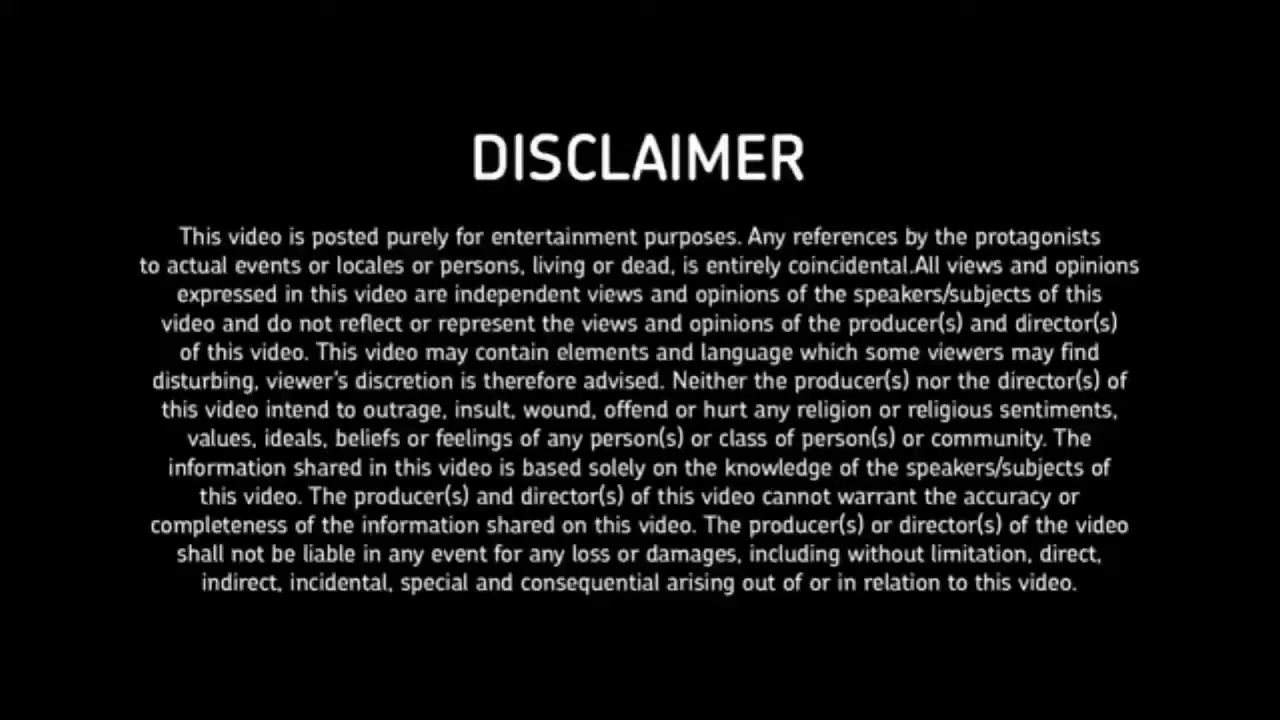 DISCLAIMER
This video is posted purely for entertainment purposes. Any references by the protagonists
to actual events or locales or persons, living or dead, is entirely coincidental.All views and opinions
expressed in this video are independent views and opinions of the speakers/subjects of this
video and do not reflect or represent the views and opinions of the producer(s) and director(s)
of this video. This video may contain elements and language which some viewers may find
disturbing, viewer's discretion is therefore advised. Neither the producer(s) nor the director(s) of
this video intend to outrage, insult, wound, offend or hurt any religion or religious sentiments,
values, ideals, beliefs or feelings of any person(s) or class of person(s) or community. The
information shared in this video is based solely on the knowledge of the speakers/subjects of
this video. The producer(s) and director(s) of this video cannot warrant the accuracy or
completeness of the information shared on this video. The producer(s) or director(s) of the video
shall not be liable in any event for any loss or damages, including without limitation, direct,
indirect, incidental, special and consequential arising out of or in relation to this video.